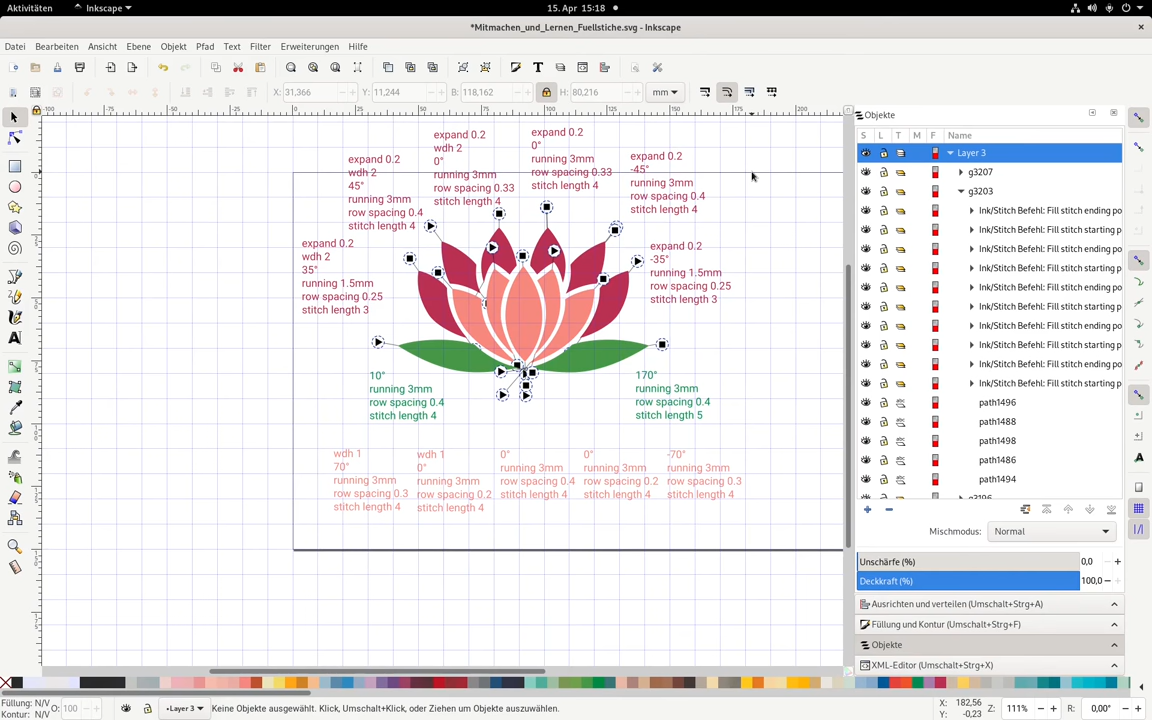 Aktivitäten
Inkscape
15. Apr 15:18
*Mitmachen_und_Lernen_Fuellstiche.svg - Inkscape
Datei Bearbeiten Ansicht Ebene Objekt Pfad Text Filter Erweiterungen Hilfe
X: 31,366 Y: 11,244 B: 118,162 H: 80,216 mm
-100 -75 -50 -25 0 25 50 75 100 125 150 175 200
expand 0.2
wdh 2
45°
running 3mm
row spacing 0.4
stitch length 4
expand 0.2
wdh 2
0°
running 3mm
row spacing 0.33
stitch length 4
expand 0.2
0°
running 3mm
row spacing 0.33
stitch length 4
expand 0.2
-45°
running 3mm
row spacing 0.4
stitch length 4
expand 0.2
wdh 2
35°
running 1.5mm
row spacing 0.25
stitch length 3
expand 0.2
-35°
running 1.5mm
row spacing 0.25
stitch length 3
10°
running 3mm
row spacing 0.4
stitch length 4
170°
running 3mm
row spacing 0.4
stitch length 5
wdh 1
70°
running 3mm
row spacing 0.3
stitch length 4
wdh 1
0°
running 3mm
row spacing 0.2
stitch length 4
0°
running 3mm
row spacing 0.4
stitch length 4
0°
running 3mm
row spacing 0.2
stitch length 4
-70°
running 3mm
row spacing 0.3
stitch length 4
Objekte
S L T M F Name
Layer 3
g3207
g3203
Ink/Stitch Befehl: Fill stitch ending po
Ink/Stitch Befehl: Fill stitch starting p
Ink/Stitch Befehl: Fill stitch ending po
Ink/Stitch Befehl: Fill stitch starting p
Ink/Stitch Befehl: Fill stitch ending po
Ink/Stitch Befehl: Fill stitch starting p
Ink/Stitch Befehl: Fill stitch ending po
Ink/Stitch Befehl: Fill stitch starting p
Ink/Stitch Befehl: Fill stitch ending po
Ink/Stitch Befehl: Fill stitch starting p
path1496
path1488
path1498
path1486
path1494
g3196
Mischmodus: Normal
Unschärfe (%) 0,0
Deckkraft (%) 100,0
Ausrichten und verteilen (Umschalt+Strg+A)
Füllung und Kontur (Umschalt+Strg+F)
Objekte
XML-Editor (Umschalt+Strg+X)
Füllung: N/V
Kontur: N/V
O: 100
Layer 3
Keine Objekte ausgewählt. Klick, Umschalt+Klick, oder Ziehen um Objekte auszuwählen.
X: 182,56
Y: -0,23
Z: 111%
R: 0,00°